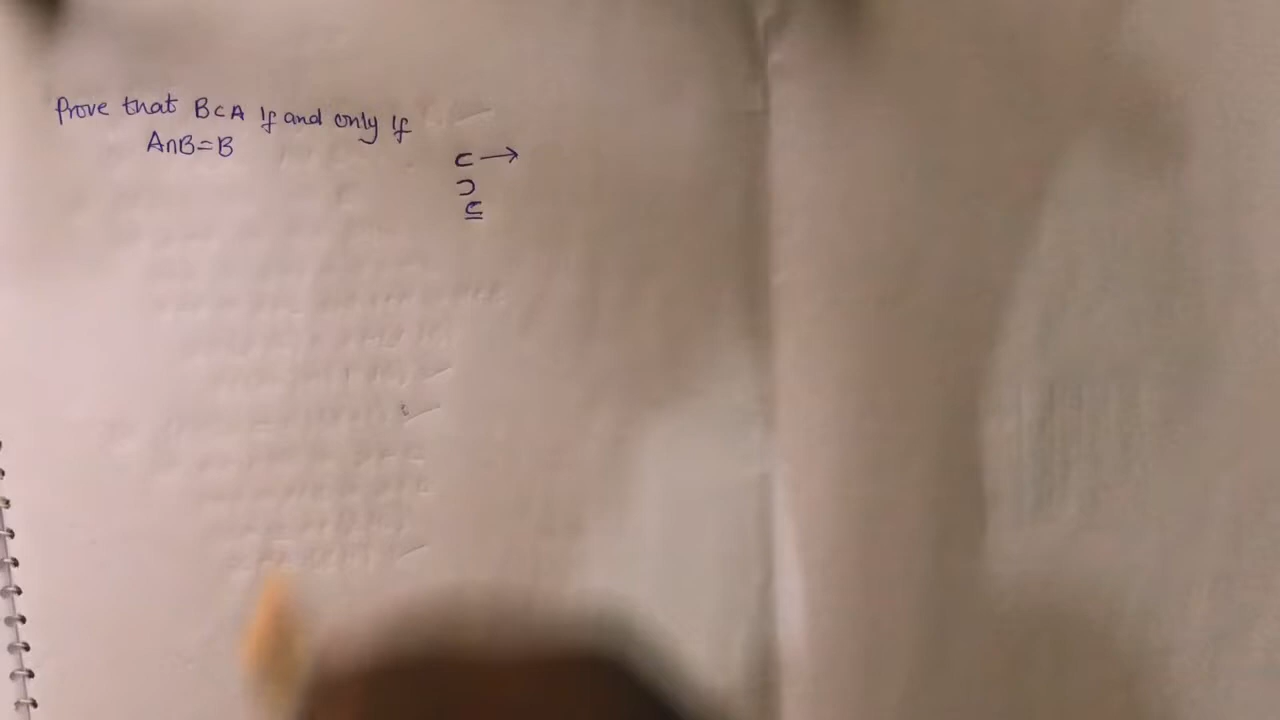 Prove that B⊂A If and only If
A∩B=B
⊂ →
⊃
⊆